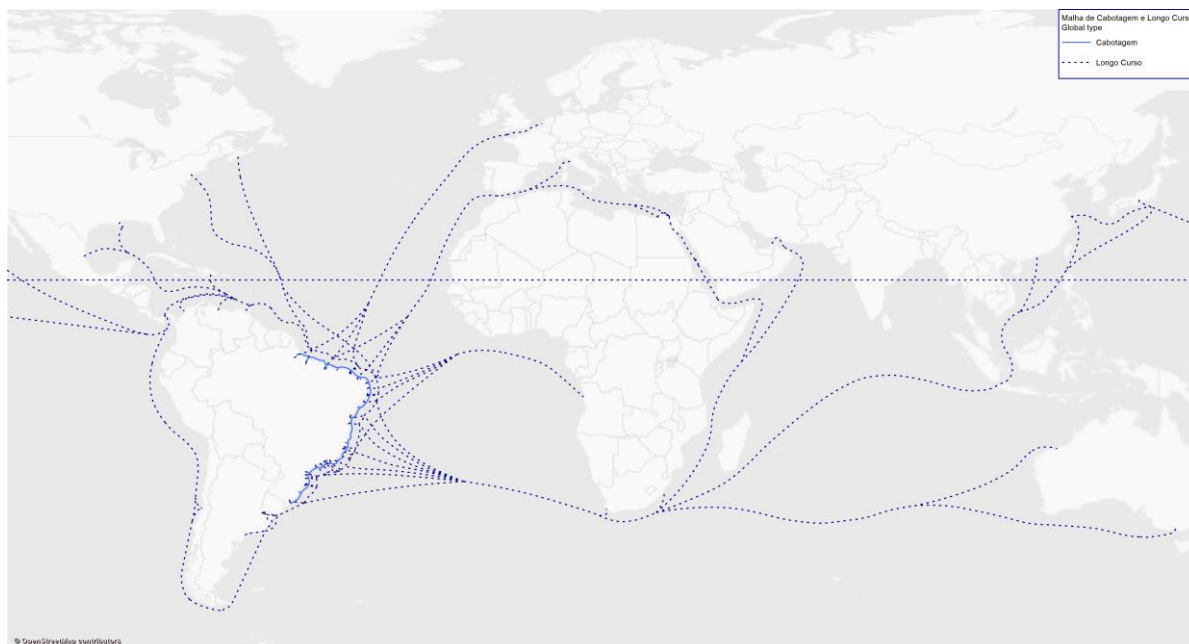 Malha de Cabotagem e Longo Curs
Global type
Cabotagem
Longo Curso
© OpenStreetMap contributors